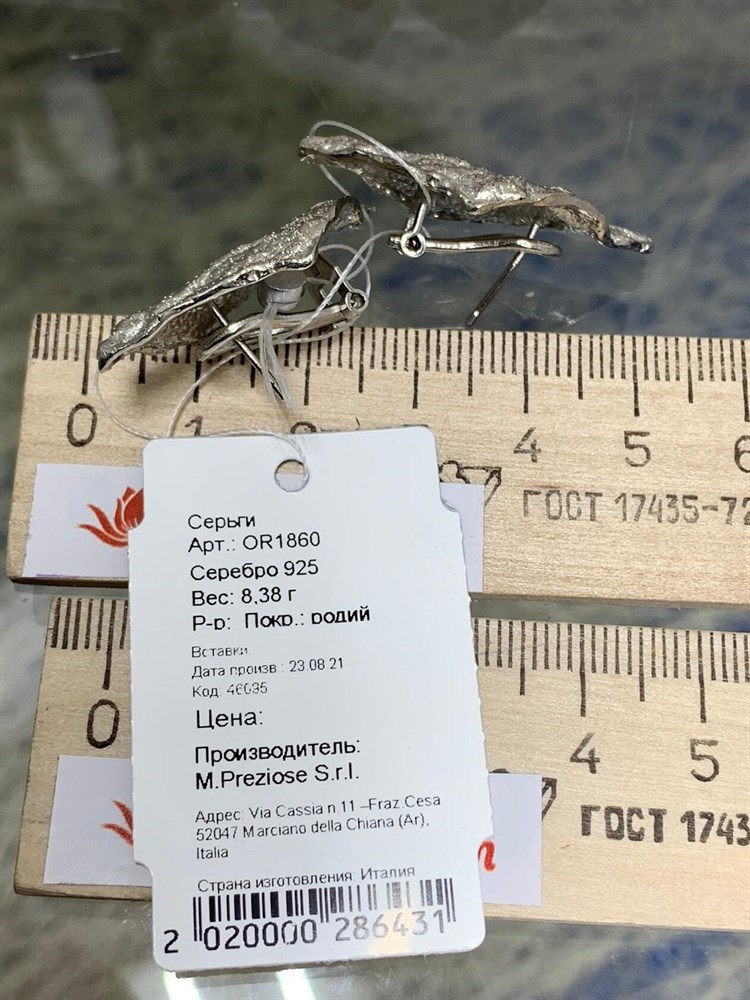 0 1 4 5 6
ГОСТ 17435-72
Серьги
Арт.: OR1860
Серебро 925
Вес: 8,38 г
Р-р: Покр.: родий
Вставки:
Дата произв.: 23.08.21
Код 46035
Цена:
Производитель:
M.Preziose S.r.l.
Адрес: Via Cassia n.11 –Fraz.Cesa
52047 Marciano della Chiana (Ar),
Italia
Страна изготовления: Италия
2 020000 286431
0 4 5
ГОСТ 1743